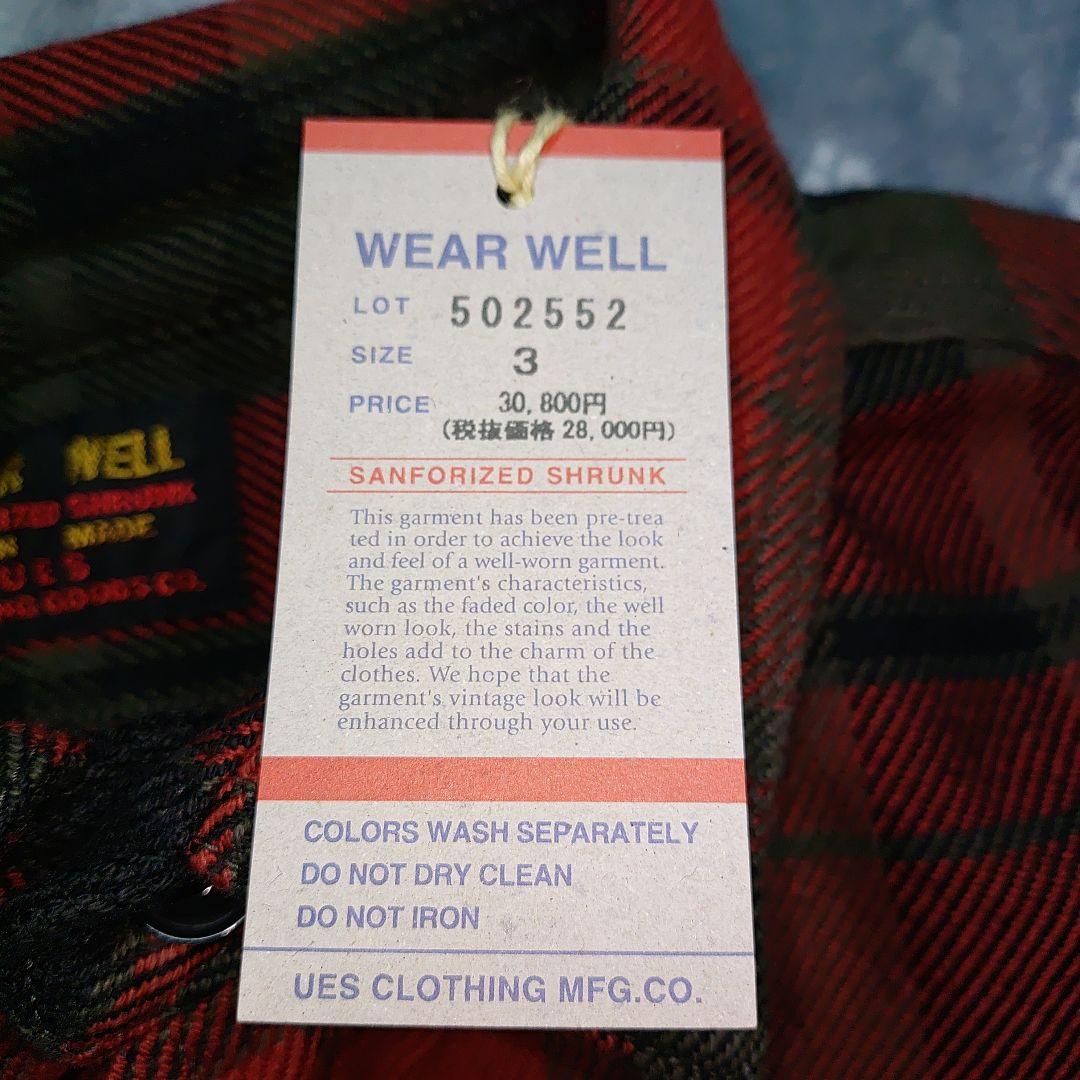 WEAR WELL
LOT 502552
SIZE 3
PRICE 30,800円
(税抜価格 28,000円)
SANFORIZED SHRUNK
This garment has been pre-trea
ted in order to achieve the look
and feel of a well-worn garment.
The garment's characteristics,
such as the faded color, the well
worn look, the stains and the
holes add to the charm of the
clothes. We hope that the
garment's vintage look will be
enhanced through your use.
COLORS WASH SEPARATELY
DO NOT DRY CLEAN
DO NOT IRON
UES CLOTHING MFG.CO.
WELL
UES